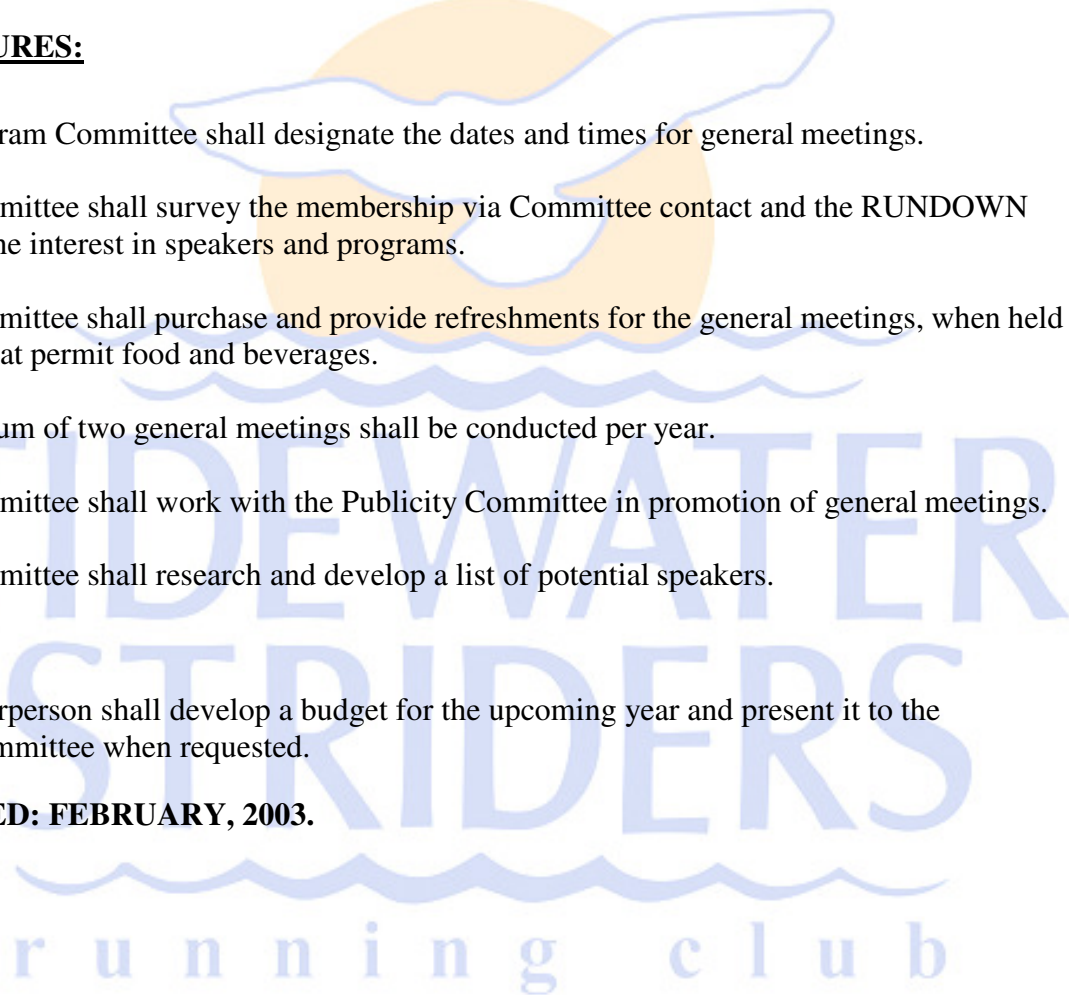 URES:
ram Committee shall designate the dates and times for general meetings.
mittee shall survey the membership via Committee contact and the RUNDOWN
ne interest in speakers and programs.
mittee shall purchase and provide refreshments for the general meetings, when held
at permit food and beverages.
um of two general meetings shall be conducted per year.
mittee shall work with the Publicity Committee in promotion of general meetings.
mittee shall research and develop a list of potential speakers.
rperson shall develop a budget for the upcoming year and present it to the
mmittee when requested.
ED: FEBRUARY, 2003.
TIDEWATER
STRIDERS
running club